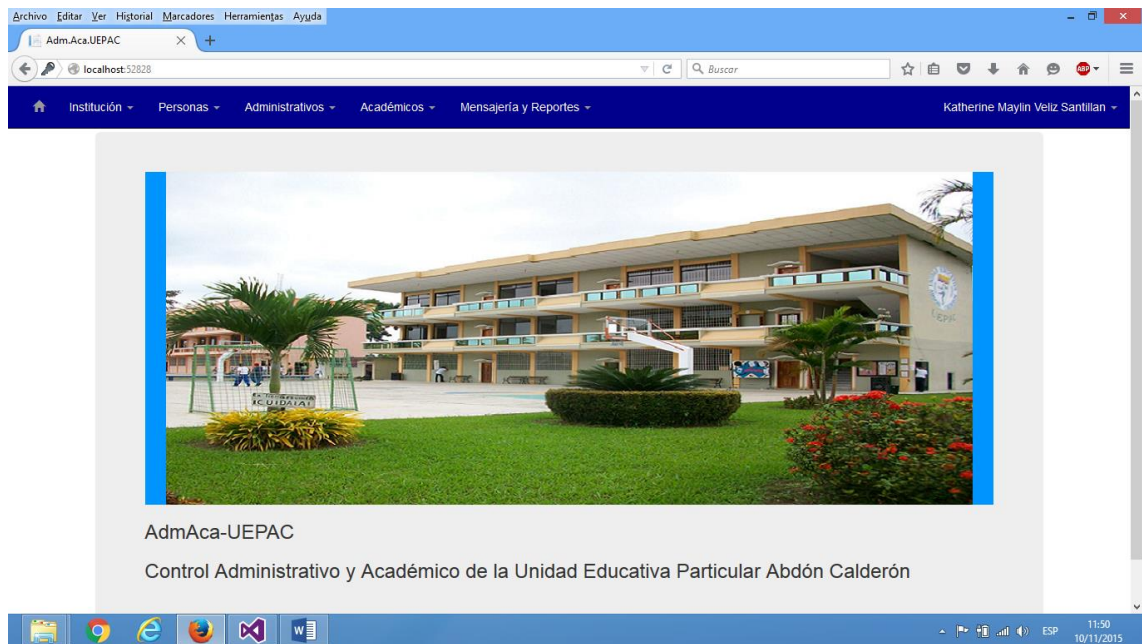 Archivo Editar Ver Historial Marcadores Herramientas Ayuda
Adm.Aca.UEPAC
localhost:52828
Buscar
ABP
Institución Personas Administrativos Académicos Mensajería y Reportes Katherine Maylin Veliz Santillan
UEPAC
AdmAca-UEPAC
Control Administrativo y Académico de la Unidad Educativa Particular Abdón Calderón
ESP
11:50
10/11/2015